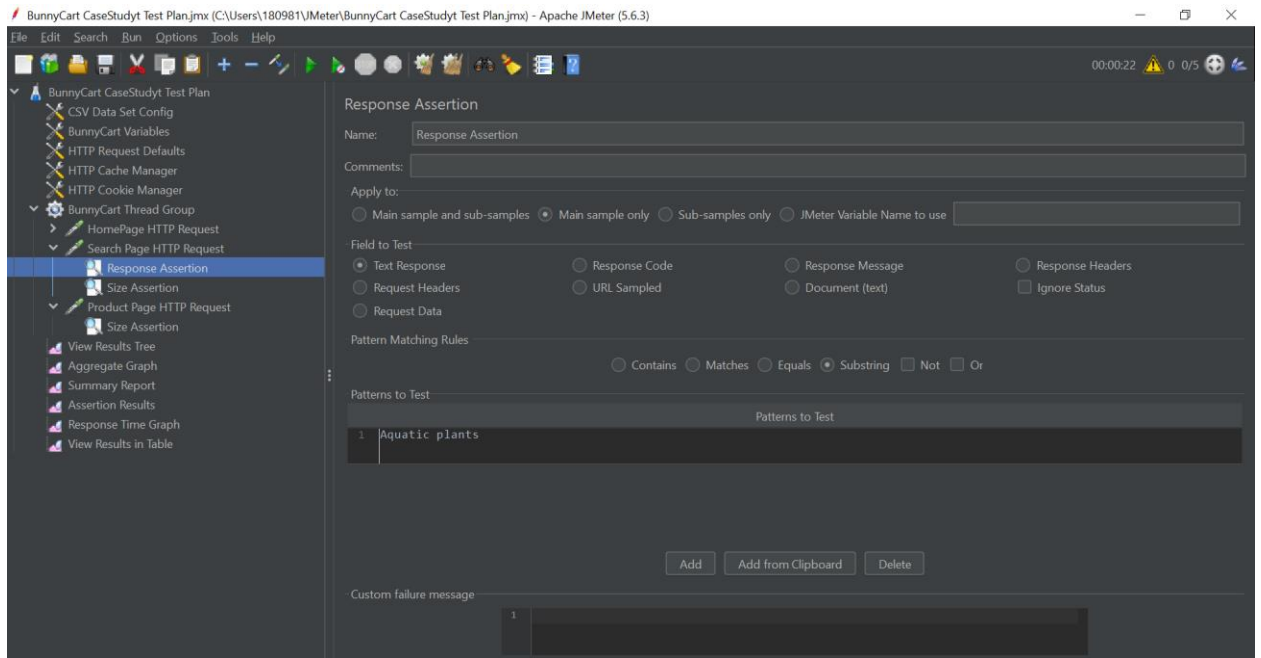 BunnyCart CaseStudyt Test Plan.jmx (C:\Users\180981\JMeter\BunnyCart CaseStudyt Test Plan.jmx) - Apache JMeter (5.6.3)
File Edit Search Run Options Tools Help
00:00:22 0 0/5
BunnyCart CaseStudyt Test Plan
CSV Data Set Config
BunnyCart Variables
HTTP Request Defaults
HTTP Cache Manager
HTTP Cookie Manager
BunnyCart Thread Group
HomePage HTTP Request
Search Page HTTP Request
Response Assertion
Size Assertion
Product Page HTTP Request
Size Assertion
View Results Tree
Aggregate Graph
Summary Report
Assertion Results
Response Time Graph
View Results in Table
Response Assertion
Name: Response Assertion
Comments:
Apply to:
Main sample and sub-samples Main sample only Sub-samples only JMeter Variable Name to use
Field to Test
Text Response Response Code Response Message Response Headers
Request Headers URL Sampled Document (text) Ignore Status
Request Data
Pattern Matching Rules
Contains Matches Equals Substring Not Or
Patterns to Test
Patterns to Test
1 Aquatic plants
Add Add from Clipboard Delete
Custom failure message
1